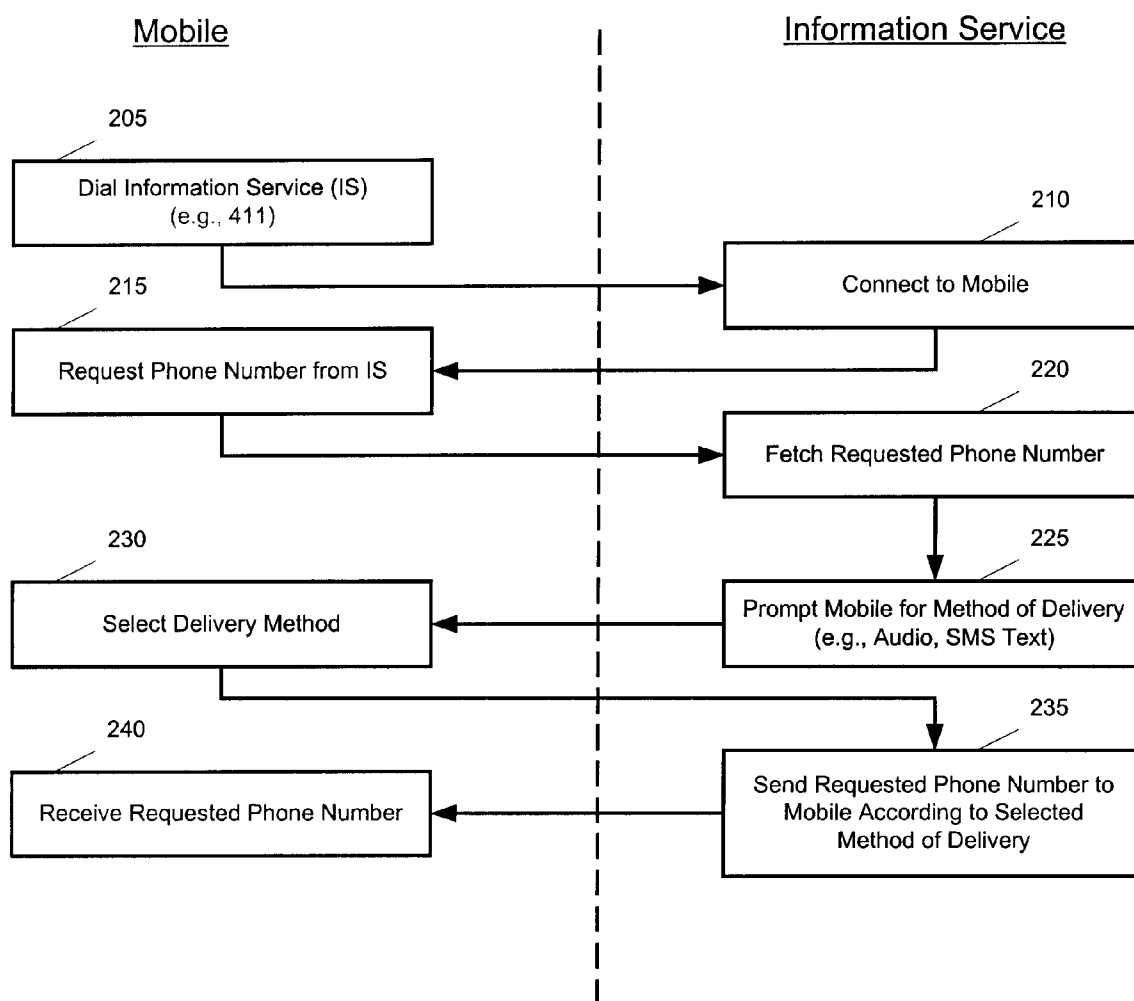 Mobile
Information Service
205
Dial Information Service (IS)
(e.g., 411)
210
Connect to Mobile
215
Request Phone Number from IS
220
Fetch Requested Phone Number
225
Prompt Mobile for Method of Delivery
(e.g., Audio, SMS Text)
230
Select Delivery Method
235
Send Requested Phone Number to
Mobile According to Selected
Method of Delivery
240
Receive Requested Phone Number